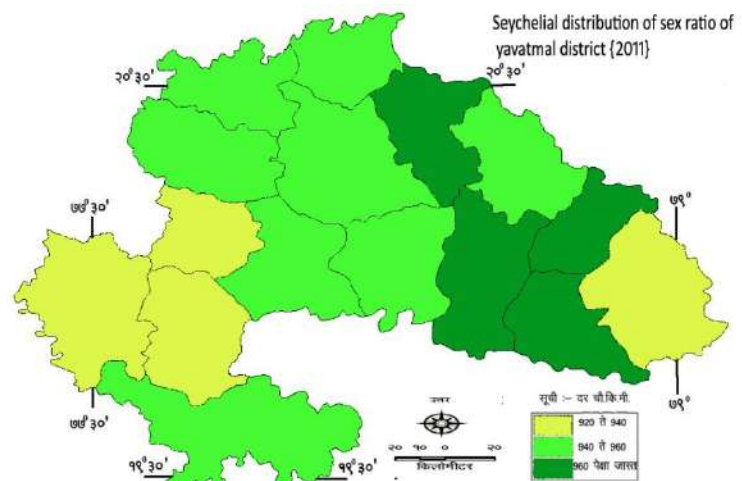 Seychelial distribution of sex ratio of
yavatmal district {2011}
२०°३०'
२०°३०'
७७°३०'
७९°
उत्तर
२० १० ० २०
किलोमीटर
सूची :- दर चौ.कि.मी.
920 ते 940
940 ते 960
960 पेक्षा जास्त
७७°३०'
७९°
१९°३०'
१९°३०'